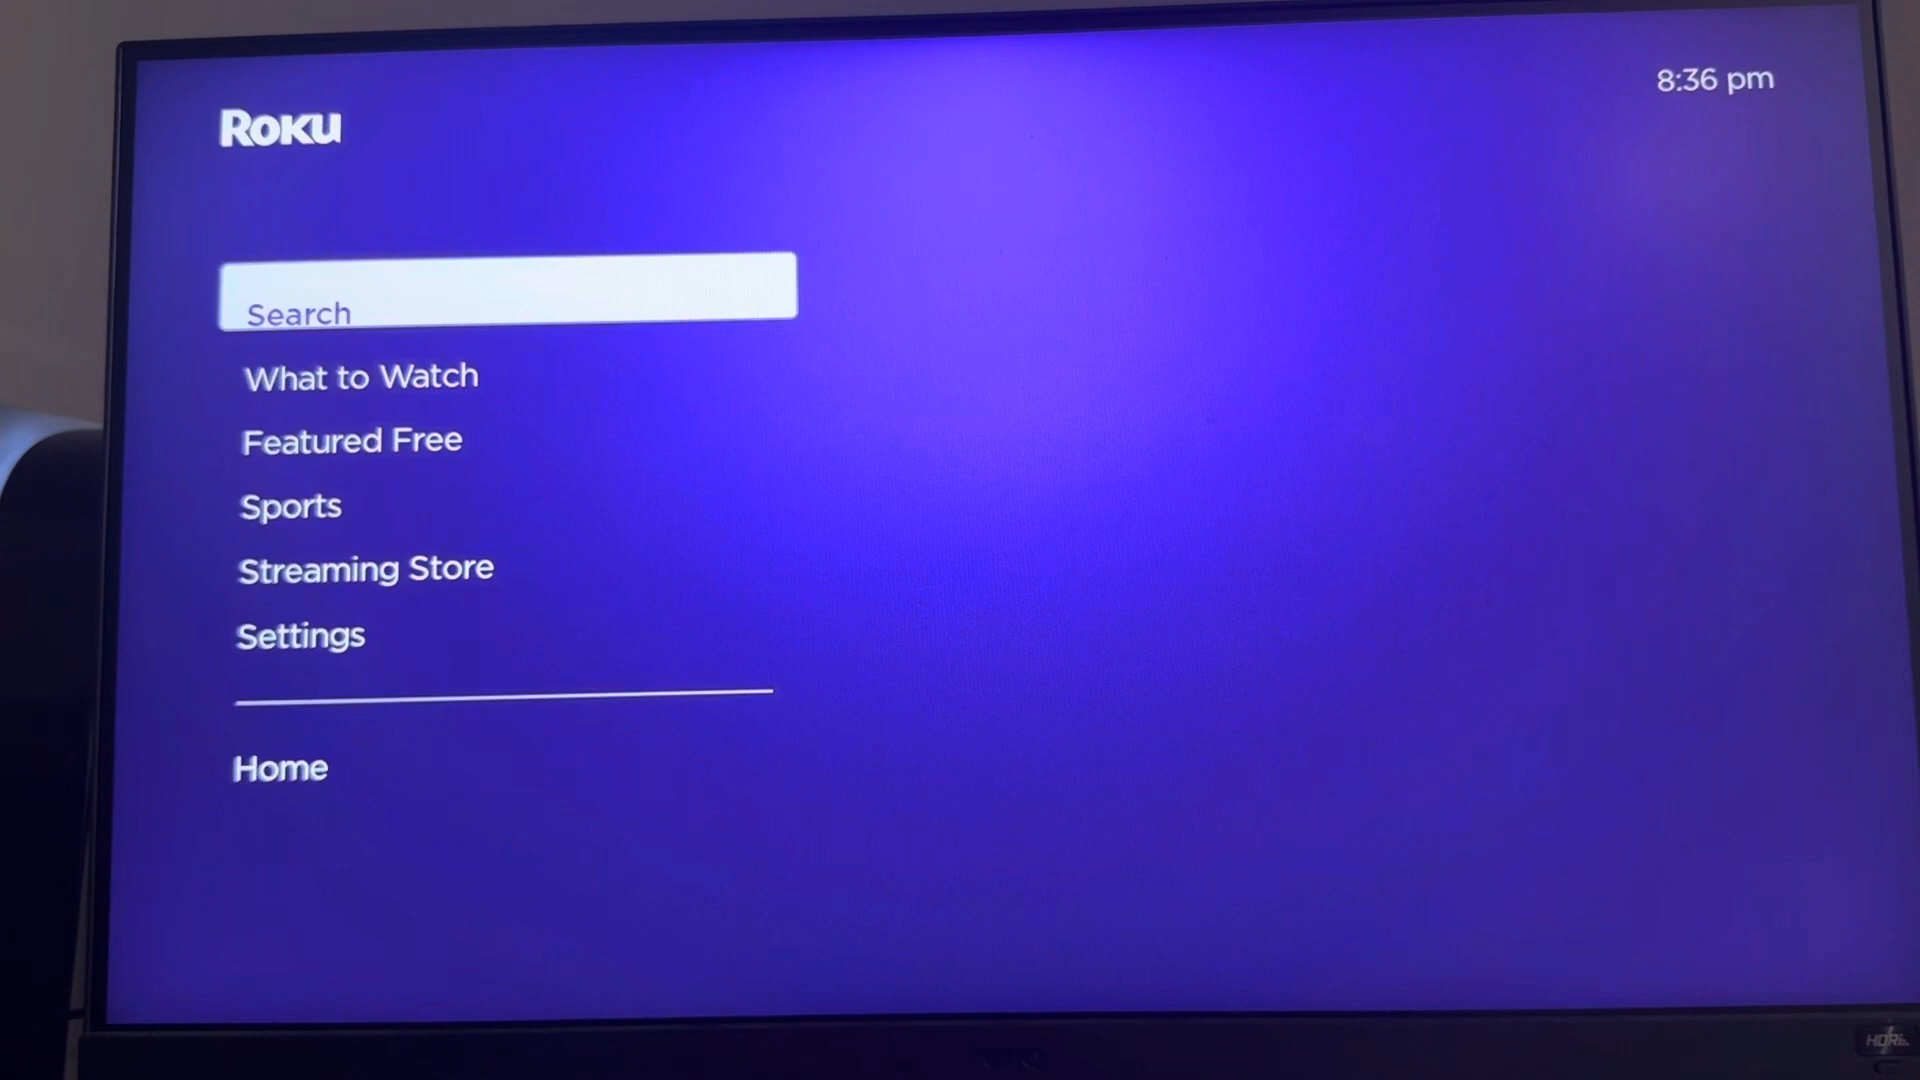 8:36 pm
Roku
Search
What to Watch
Featured Free
Sports
Streaming Store
Settings
Home